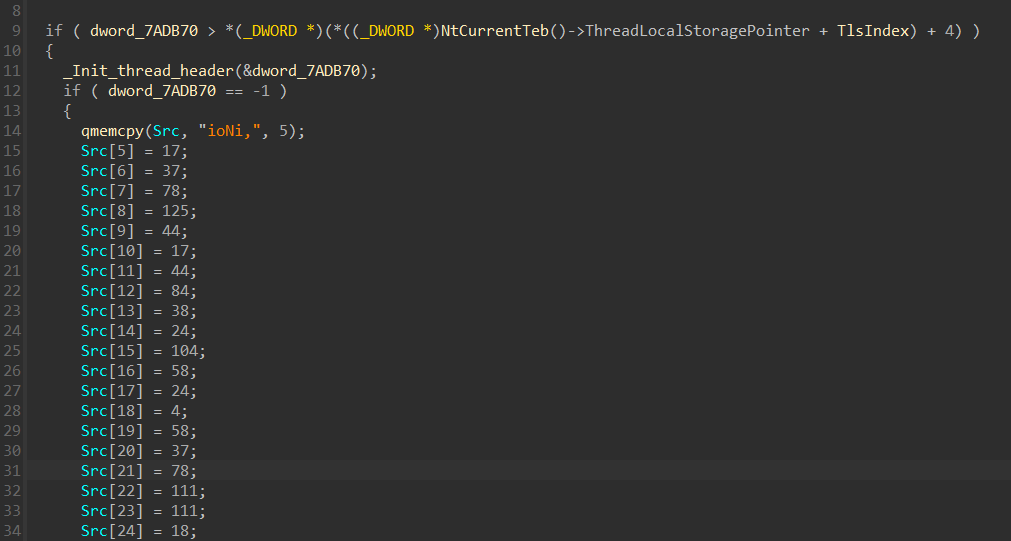 8
9 if ( dword_7ADB70 > *(_DWORD *)(*((_DWORD *)NtCurrentTeb()->ThreadLocalStoragePointer + TlsIndex) + 4) )
10 {
11 _Init_thread_header(&dword_7ADB70);
12 if ( dword_7ADB70 == -1 )
13 {
14 qmemcpy(Src, "ioNi,", 5);
15 Src[5] = 17;
16 Src[6] = 37;
17 Src[7] = 78;
18 Src[8] = 125;
19 Src[9] = 44;
20 Src[10] = 17;
21 Src[11] = 44;
22 Src[12] = 84;
23 Src[13] = 38;
24 Src[14] = 24;
25 Src[15] = 104;
26 Src[16] = 58;
27 Src[17] = 24;
28 Src[18] = 4;
29 Src[19] = 58;
30 Src[20] = 37;
31 Src[21] = 78;
32 Src[22] = 111;
33 Src[23] = 111;
34 Src[24] = 18;